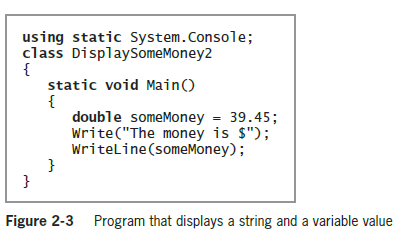 using static System.Console;
class DisplaySomeMoney2
{
static void Main()
{
double someMoney = 39.45;
Write("The money is $");
WriteLine(someMoney);
}
}
Figure 2-3 Program that displays a string and a variable value